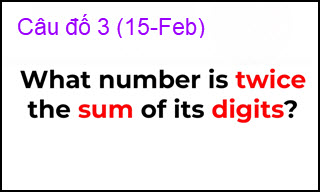 Câu đố 3 (15-Feb)
What number is twice
the sum of its digits?